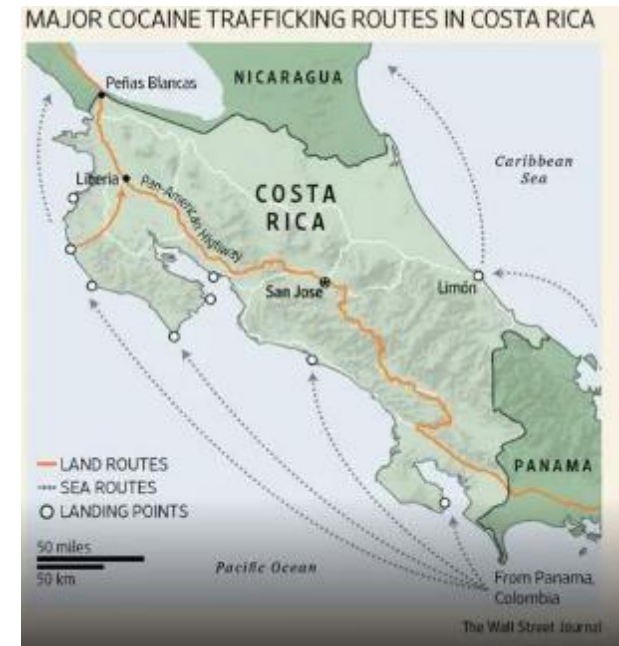 MAJOR COCAINE TRAFFICKING ROUTES IN COSTA RICA
Peñas Blancas
NICARAGUA
Caribbean
Sea
Liberia
Pan-American Highway
COSTA
RICA
San Jose
Limón
PANAMA
LAND ROUTES
SEA ROUTES
LANDING POINTS
50 miles
50 km
Pacific Ocean
From Panama,
Colombia
The Wall Street Journal